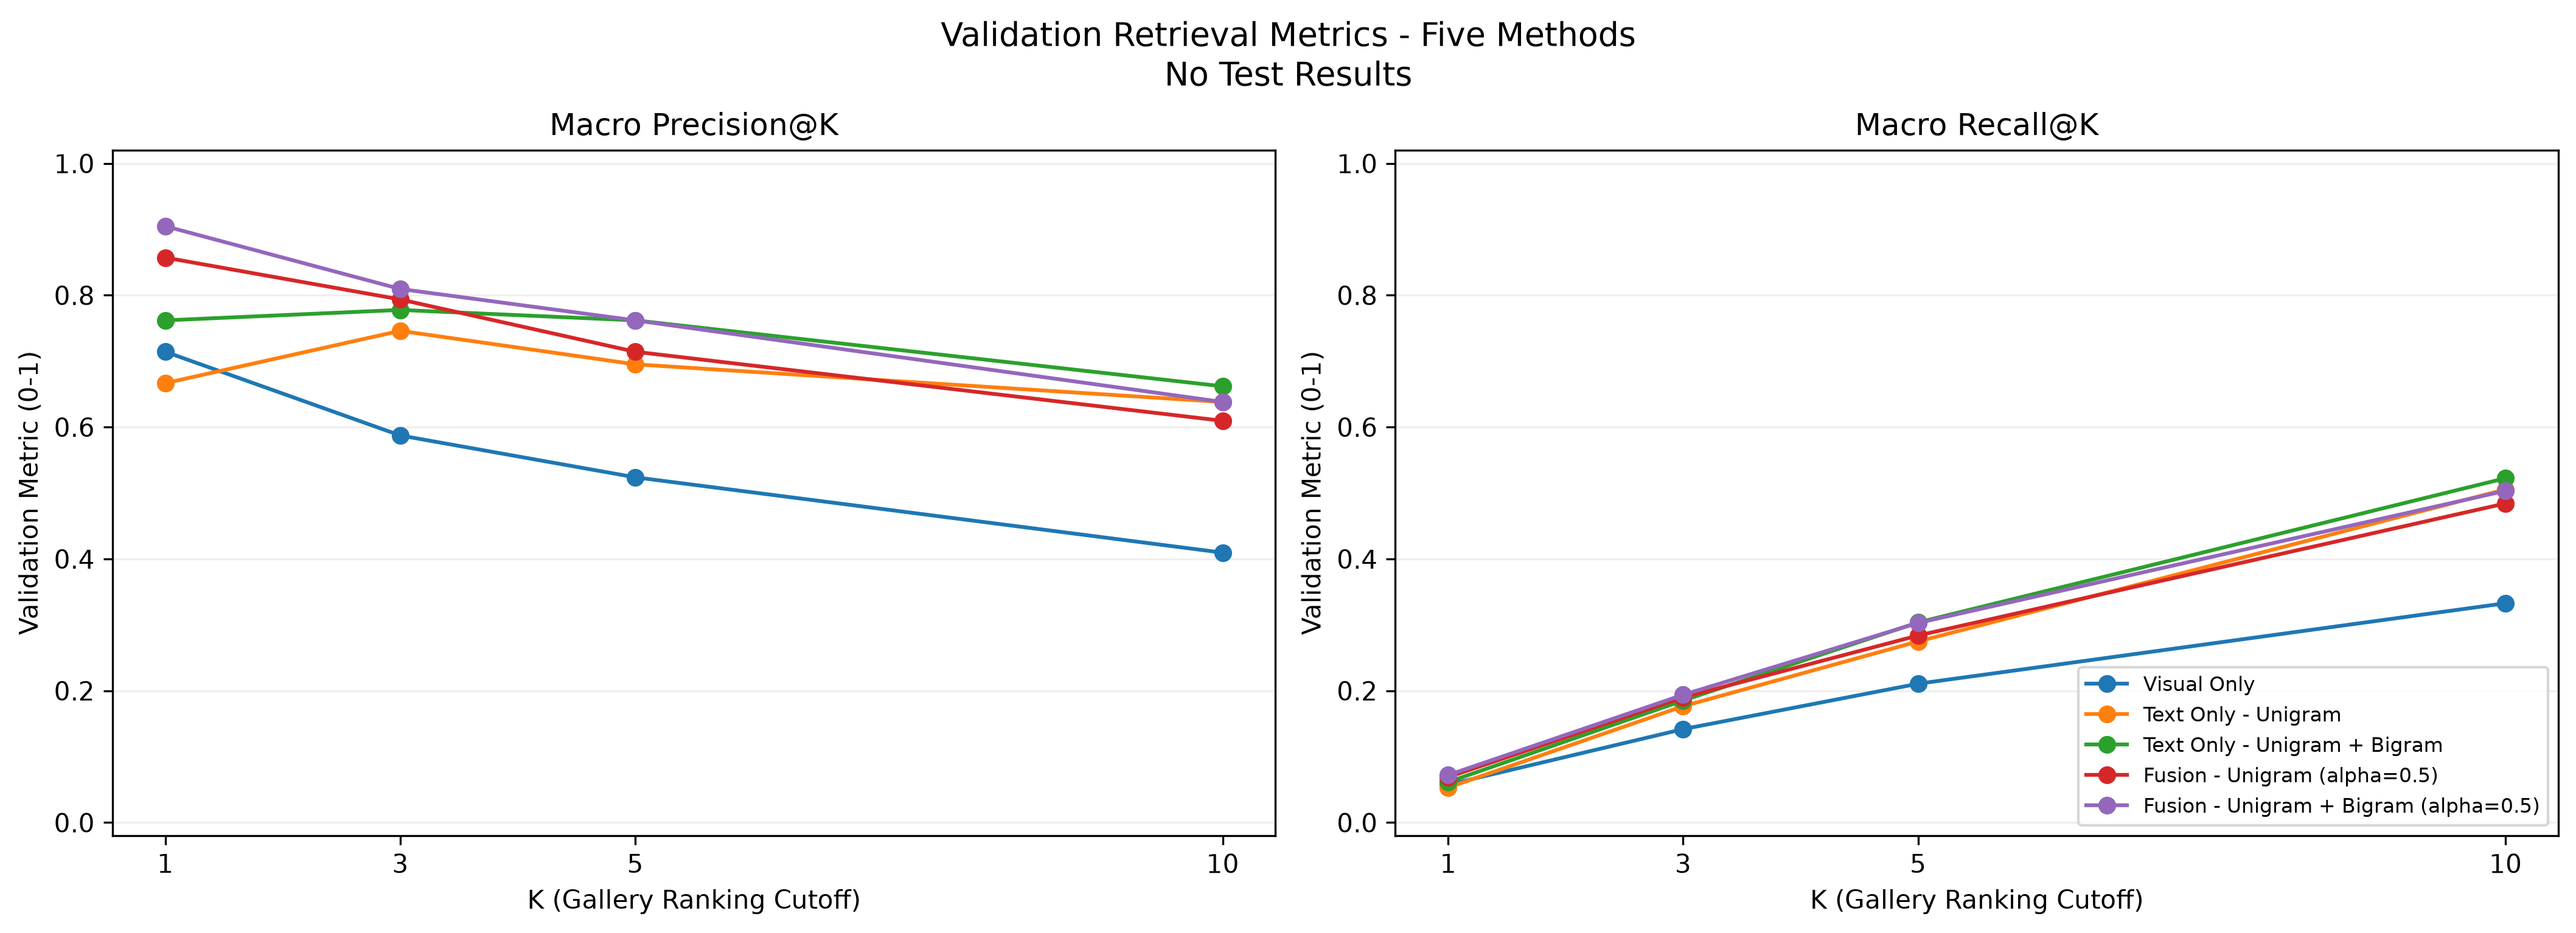 Validation Retrieval Metrics - Five Methods
No Test Results
Macro Precision@K
Validation Metric (0-1)
1.0
0.8
0.6
0.4
0.2
0.0
1 3 5 10
K (Gallery Ranking Cutoff)
Macro Recall@K
Validation Metric (0-1)
1.0
0.8
0.6
0.4
0.2
0.0
1 3 5 10
K (Gallery Ranking Cutoff)
Visual Only
Text Only - Unigram
Text Only - Unigram + Bigram
Fusion - Unigram (alpha=0.5)
Fusion - Unigram + Bigram (alpha=0.5)